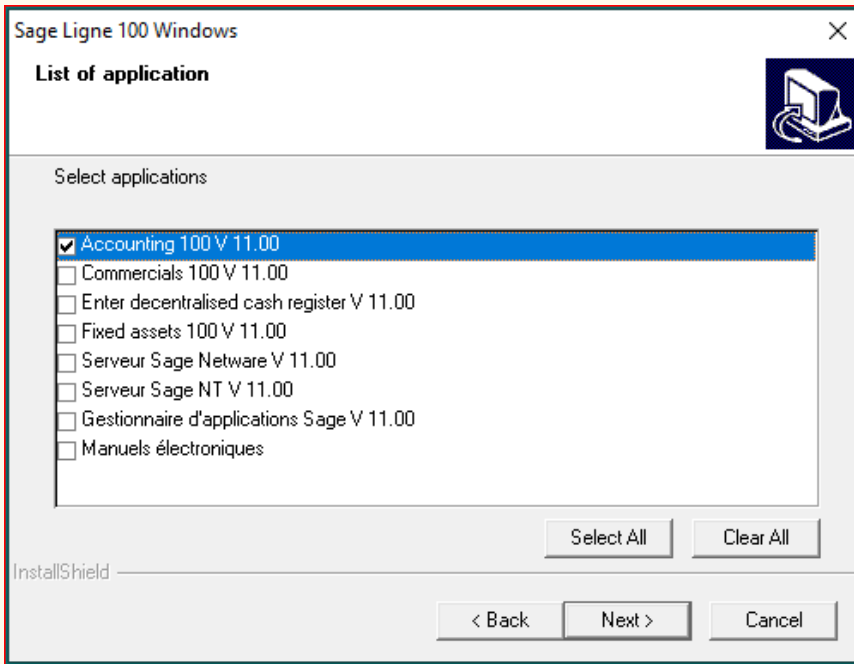 Sage Ligne 100 Windows
List of application
Select applications
Accounting 100 V 11.00
Commercials 100 V 11.00
Enter decentralised cash register V 11.00
Fixed assets 100 V 11.00
Serveur Sage Netware V 11.00
Serveur Sage NT V 11.00
Gestionnaire d'applications Sage V 11.00
Manuels électroniques
Select All Clear All
InstallShield
< Back Next > Cancel